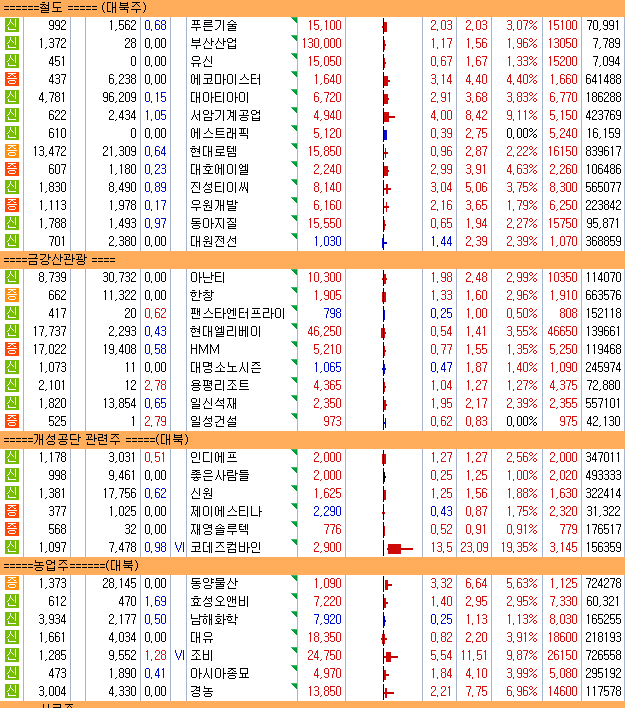 ======철도 ===== (대북주)
신 992 1,562 0,68 푸른기술 15,100 2,03 2,03 3,07% 15100 70,991
신 1,372 28 0,00 부산산업 130,000 1,17 1,56 1,96% 13050 7,789
신 451 0 0,00 유신 15,050 0,67 1,67 1,33% 15200 7,094
증 437 6,238 0,00 에코마이스터 1,640 3,14 4,40 4,40% 1,660 641488
신 4,781 96,209 0,15 대아티아이 6,720 2,91 3,68 3,83% 6,770 186288
신 622 2,434 1,05 서암기계공업 4,940 4,00 8,42 9,11% 5,150 423769
신 610 0 0,00 에스트래픽 5,120 0,39 2,75 0,00% 5,240 16,159
증 13,472 21,309 0,64 현대로템 15,850 0,96 2,87 2,22% 16150 839617
증 607 1,180 0,23 대호에이엘 2,240 2,99 3,91 4,63% 2,260 106486
신 1,830 8,490 0,89 진성티이씨 8,140 3,04 5,06 3,75% 8,300 565077
증 1,113 1,978 0,17 우원개발 6,160 2,16 3,65 1,79% 6,250 223842
신 1,788 1,493 0,97 동아지질 15,550 0,65 1,94 2,27% 15750 95,871
신 701 2,380 0,00 대원전선 1,030 1,44 2,39 2,39% 1,070 368859
====금강산관광 ====
신 8,739 30,732 0,00 아난티 10,300 1,98 2,48 2,99% 10350 114070
증 662 11,322 0,00 한창 1,905 1,33 1,60 2,96% 1,910 663576
신 417 20 0,62 팬스타엔터프라이 798 0,25 1,00 0,50% 808 152118
신 17,737 2,293 0,43 현대엘리베이 46,250 0,54 1,41 3,55% 46650 139661
증 17,022 19,408 0,58 HMM 5,210 0,77 1,55 1,35% 5,250 119468
신 1,073 11 0,00 대명소노시즌 1,065 0,47 1,87 1,40% 1,090 245974
신 2,101 12 2,78 용평리조트 4,365 1,04 1,27 1,27% 4,375 72,880
신 1,820 13,854 0,65 일신석재 2,350 1,95 2,17 2,39% 2,355 557101
증 525 1 2,79 일성건설 973 0,62 0,83 0,00% 975 42,130
=====개성공단 관련주 =====(대북)
신 1,178 3,031 0,51 인디에프 2,000 1,27 1,27 2,56% 2,000 347011
신 998 9,461 0,00 좋은사람들 2,000 0,25 1,25 1,00% 2,020 493333
신 1,381 17,756 0,62 신원 1,625 1,25 1,56 1,88% 1,630 322414
증 377 1,025 0,00 제이에스티나 2,290 0,43 0,87 1,75% 2,320 31,322
증 568 32 0,00 재영솔루텍 776 0,52 0,91 0,91% 779 176517
신 1,097 7,478 0,98 VI 코데즈컴바인 2,900 13,5 23,09 19,35% 3,145 156359
=====농업주======(대북)
증 1,373 28,145 0,00 동양물산 1,090 3,32 6,64 5,63% 1,125 724278
신 612 470 1,69 효성오앤비 7,220 1,40 2,95 2,95% 7,330 60,321
신 3,934 2,177 0,50 남해화학 7,920 0,25 1,13 1,13% 8,030 165255
신 1,661 4,034 0,00 대유 18,350 0,82 2,20 3,91% 18600 218193
신 1,285 9,552 1,28 VI 조비 24,750 5,54 11,51 9,87% 26150 726558
신 473 1,890 0,41 아시아종묘 4,970 1,84 4,10 3,99% 5,080 295192
신 3,004 4,330 0,00 경농 13,850 2,21 7,75 6,96% 14600 117578